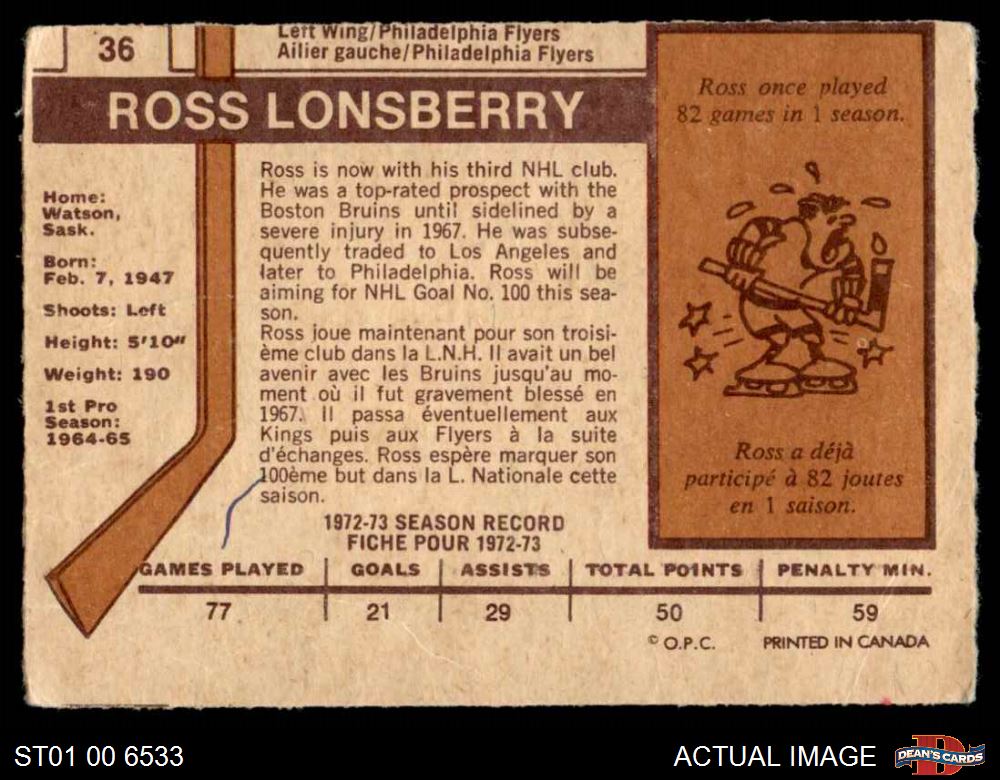 36
Left Wing/Philadelphia Flyers
Ailier gauche/Philadelphia Flyers
ROSS LONSBERRY
Home:
Watson,
Sask.
Born:
Feb. 7, 1947
Shoots: Left
Height: 5'10"
Weight: 190
1st Pro
Season:
1964-65
Ross is now with his third NHL club.
He was a top-rated prospect with the
Boston Bruins until sidelined by a
severe injury in 1967. He was subse-
quently traded to Los Angeles and
later to Philadelphia. Ross will be
aiming for NHL Goal No. 100 this sea-
son.
Ross joue maintenant pour son troisi-
ème club dans la L.N.H. Il avait un bel
avenir avec les Bruins jusqu'au mo-
ment où il fut gravement blessé en
1967. Il passa éventuellement aux
Kings puis aux Flyers à la suite
d'échanges. Ross espère marquer son
100ème but dans la L. Nationale cette
saison.
Ross once played
82 games in 1 season.
Ross a déjà
participé à 82 joutes
en 1 saison.
1972-73 SEASON RECORD
FICHE POUR 1972-73
GAMES PLAYED GOALS ASSISTS TOTAL POINTS PENALTY MIN.
77 21 29 50 59
© O.P.C. PRINTED IN CANADA
ST01 00 6533
ACTUAL IMAGE
D
DEAN'S CARDS